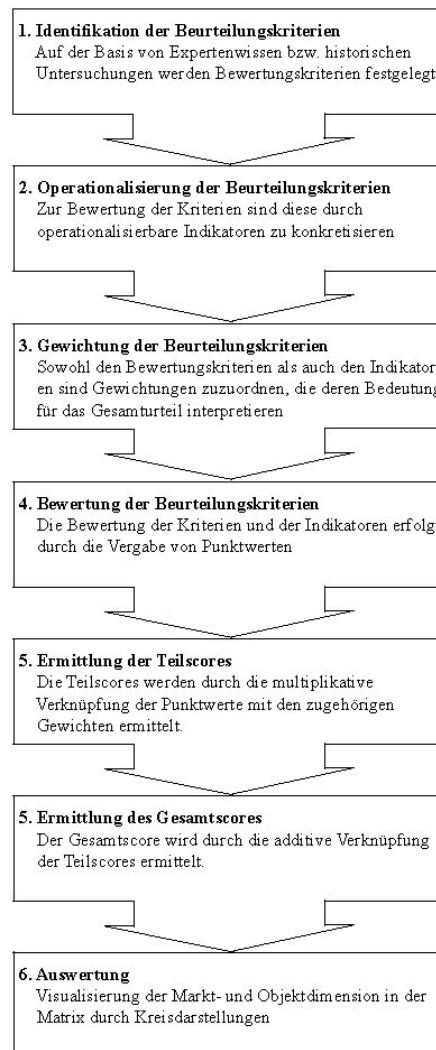 1. Identifikation der Beurteilungskriterien
Auf der Basis von Expertenwissen bzw. historischen
Untersuchungen werden Bewertungskriterien festgelegt
2. Operationalisierung der Beurteilungskriterien
Zur Bewertung der Kriterien sind diese durch
operationalisierbare Indikatoren zu konkretisieren
3. Gewichtung der Beurteilungskriterien
Sowohl den Bewertungskriterien als auch den Indikator
en sind Gewichtungen zuzuordnen, die deren Bedeutung
für das Gesamturteil interpretieren
4. Bewertung der Beurteilungskriterien
Die Bewertung der Kriterien und der Indikatoren erfolg
durch die Vergabe von Punktwerten
5. Ermittlung der Teilscores
Die Teilscores werden durch die multiplikative
Verknüpfung der Punktwerte mit den zugehörigen
Gewichten ermittelt.
5. Ermittlung des Gesamtscores
Der Gesamtscore wird durch die additive Verknüpfung
der Teilscores ermittelt.
6. Auswertung
Visualisierung der Markt- und Objektdimension in der
Matrix durch Kreisdarstellungen